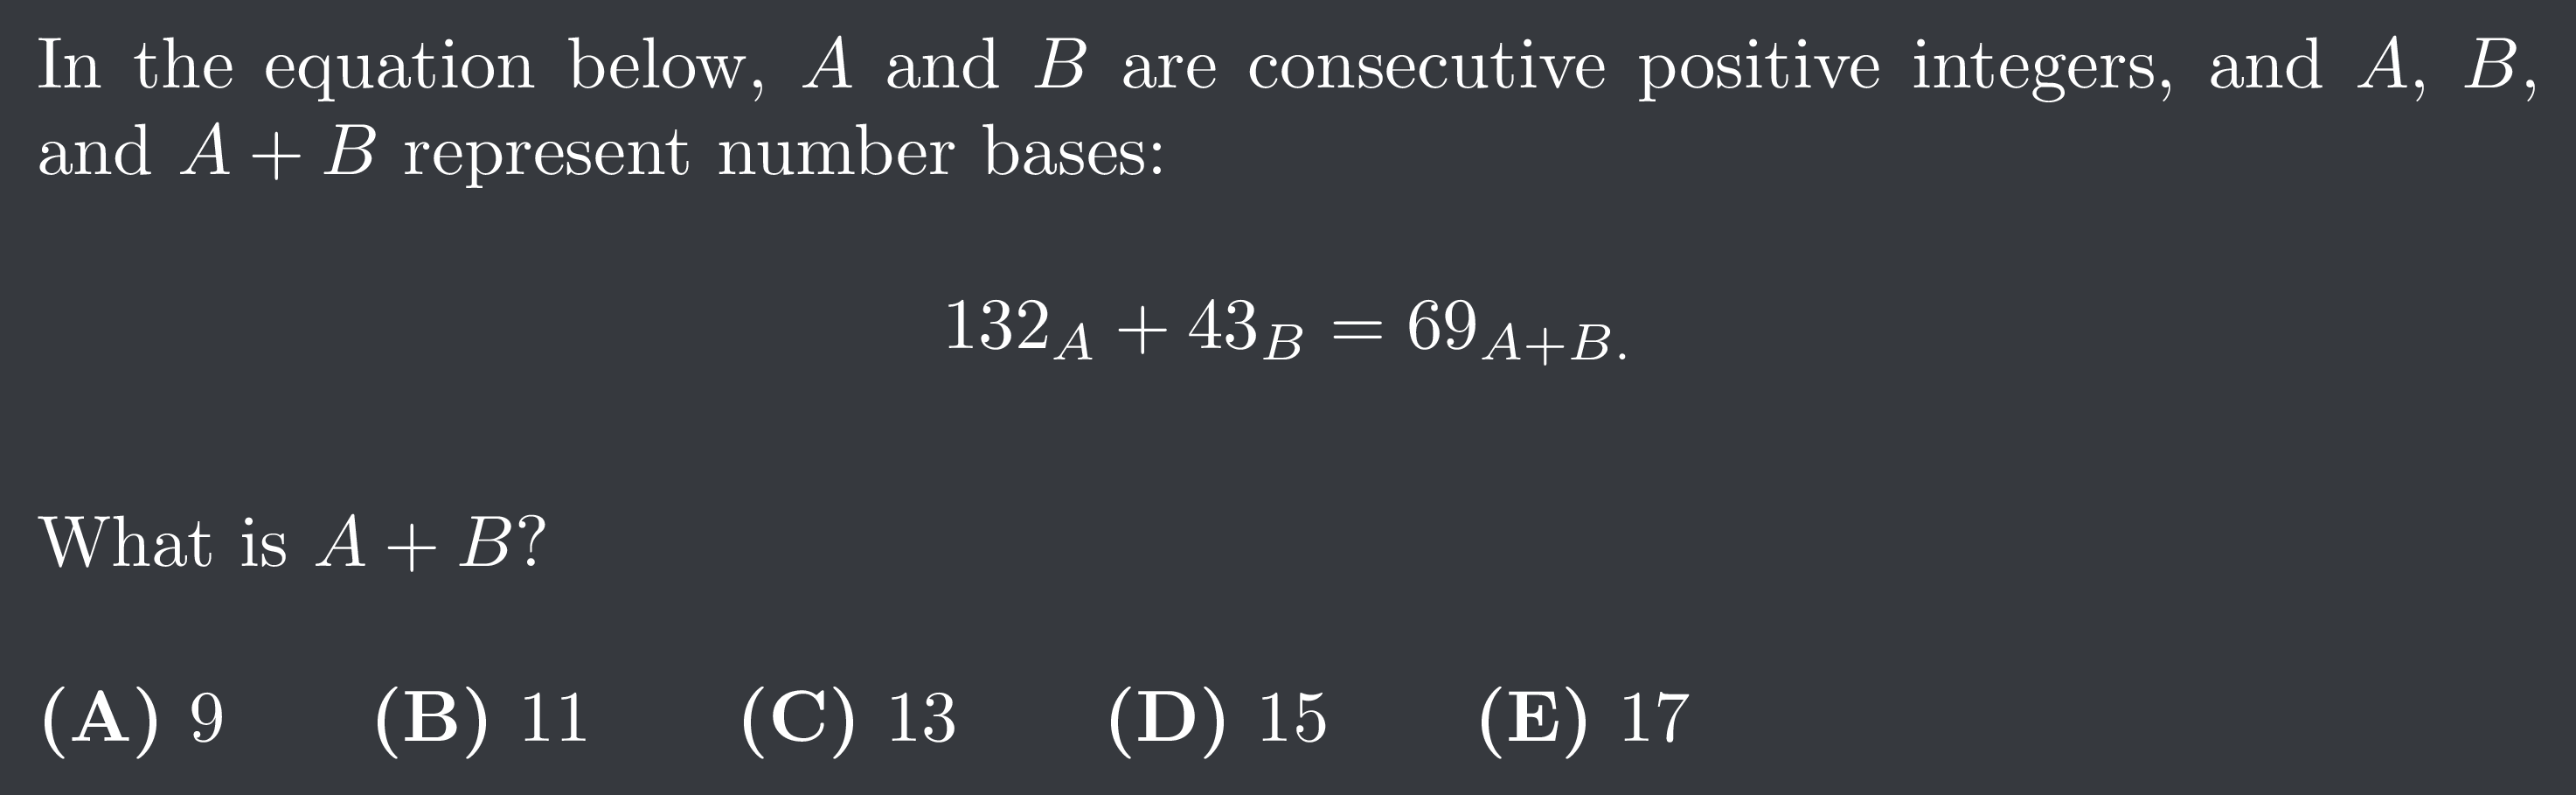 In the equation below, A and B are consecutive positive integers, and A, B,
and A + B represent number bases:
132_A + 43_B = 69_{A+B}.
What is A + B?
(A) 9 (B) 11 (C) 13 (D) 15 (E) 17